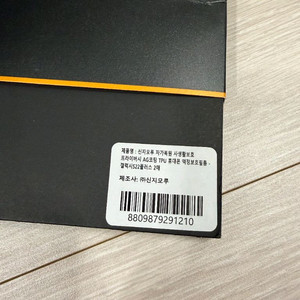 제품명 : 신지모루 자가복원 사생활보호
프라이버시 AG코팅 TPU 휴대폰 액정보호필름 -
갤럭시S22플러스 2매
제조사: ㈜신지모루
8809879291210